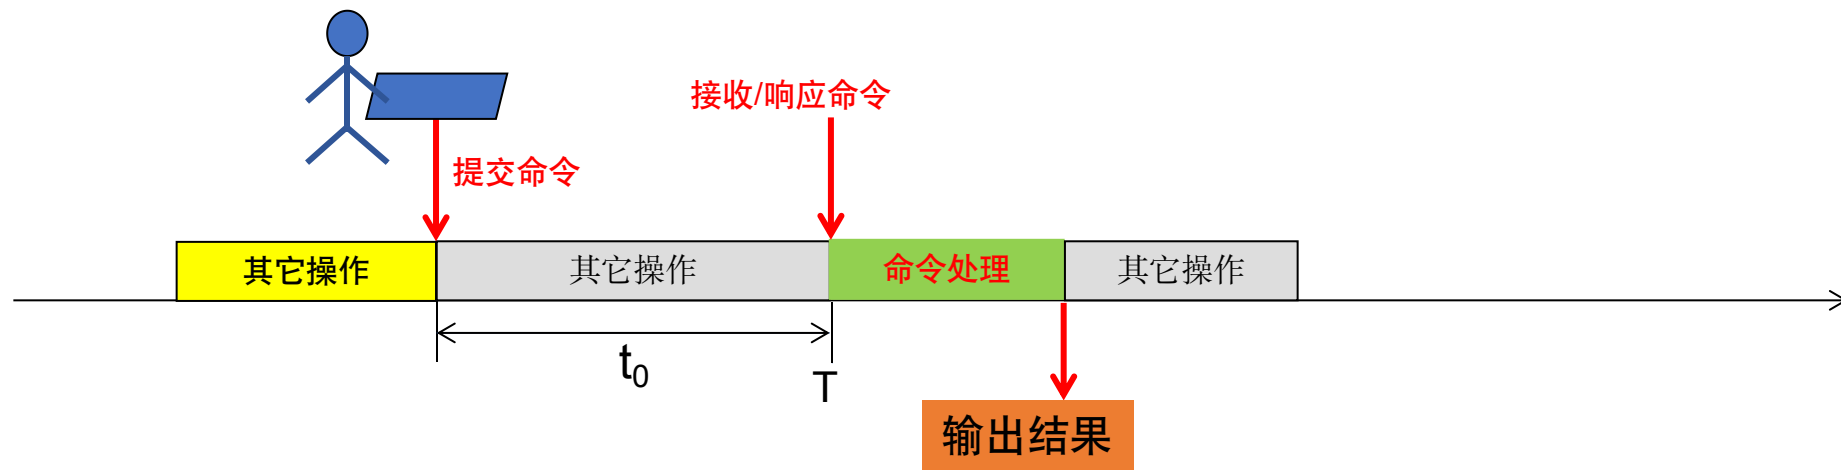 接收/响应命令
提交命令
其它操作
其它操作
命令处理
其它操作
t₀
T
输出结果